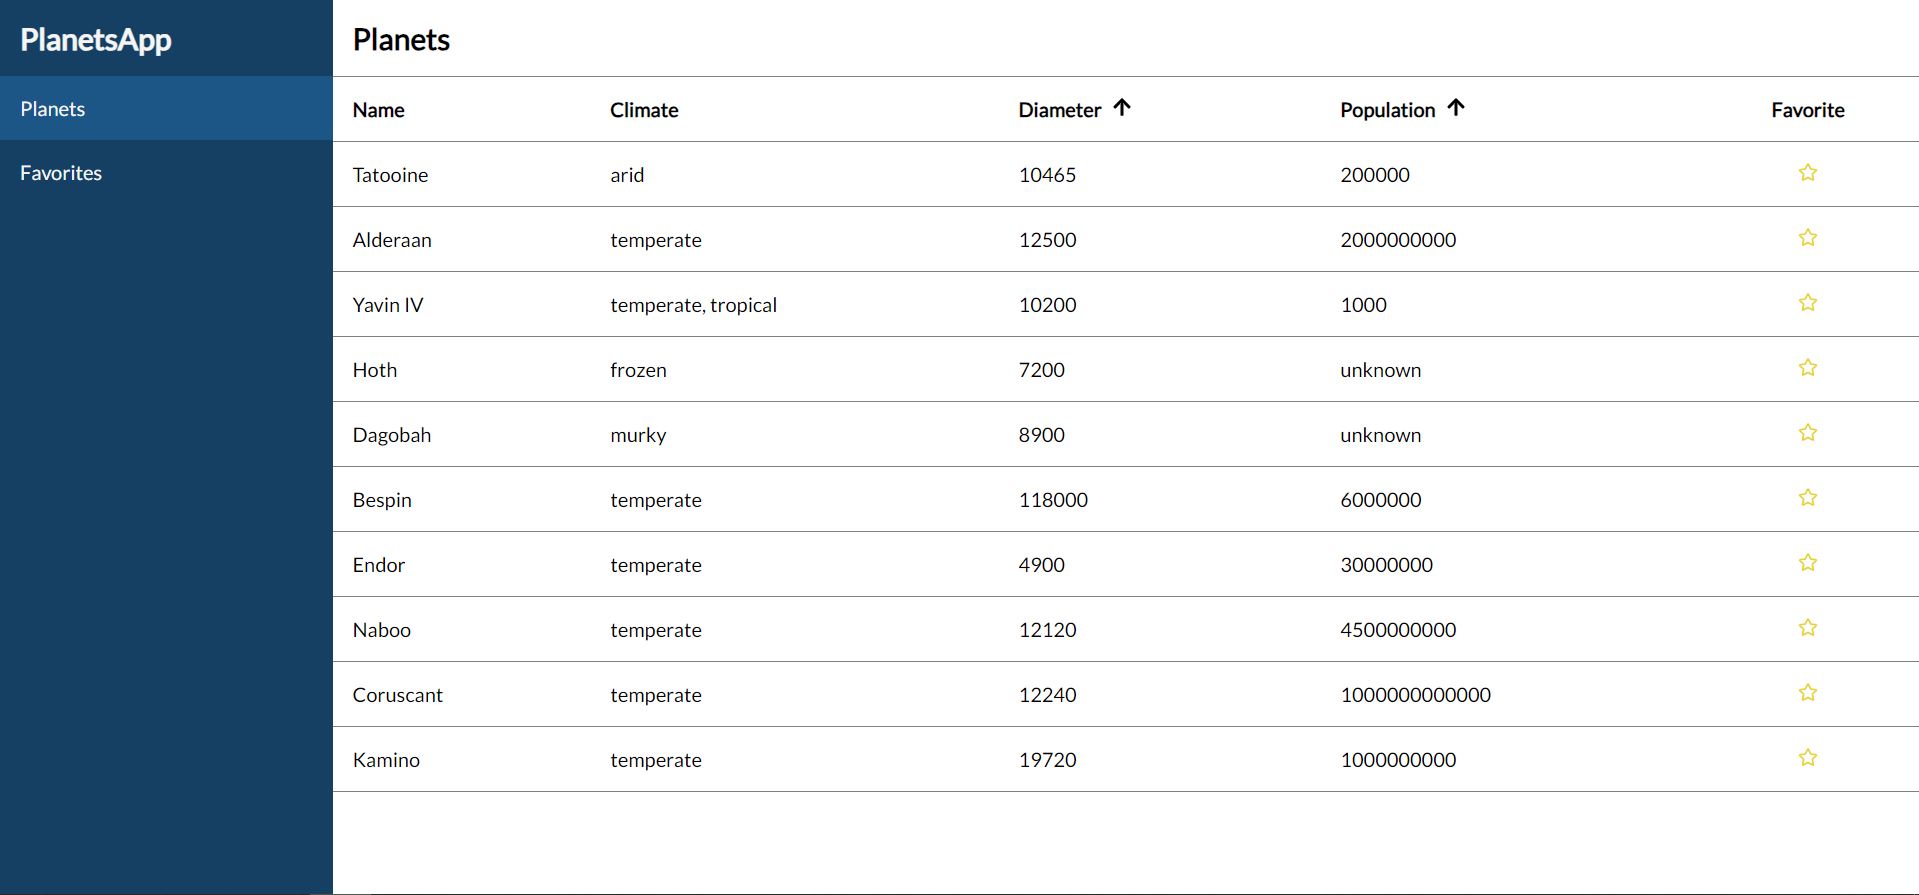 PlanetsApp
Planets
Favorites
Planets
Name Climate Diameter Population Favorite
Tatooine arid 10465 200000
Alderaan temperate 12500 2000000000
Yavin IV temperate, tropical 10200 1000
Hoth frozen 7200 unknown
Dagobah murky 8900 unknown
Bespin temperate 118000 6000000
Endor temperate 4900 30000000
Naboo temperate 12120 4500000000
Coruscant temperate 12240 1000000000000
Kamino temperate 19720 1000000000